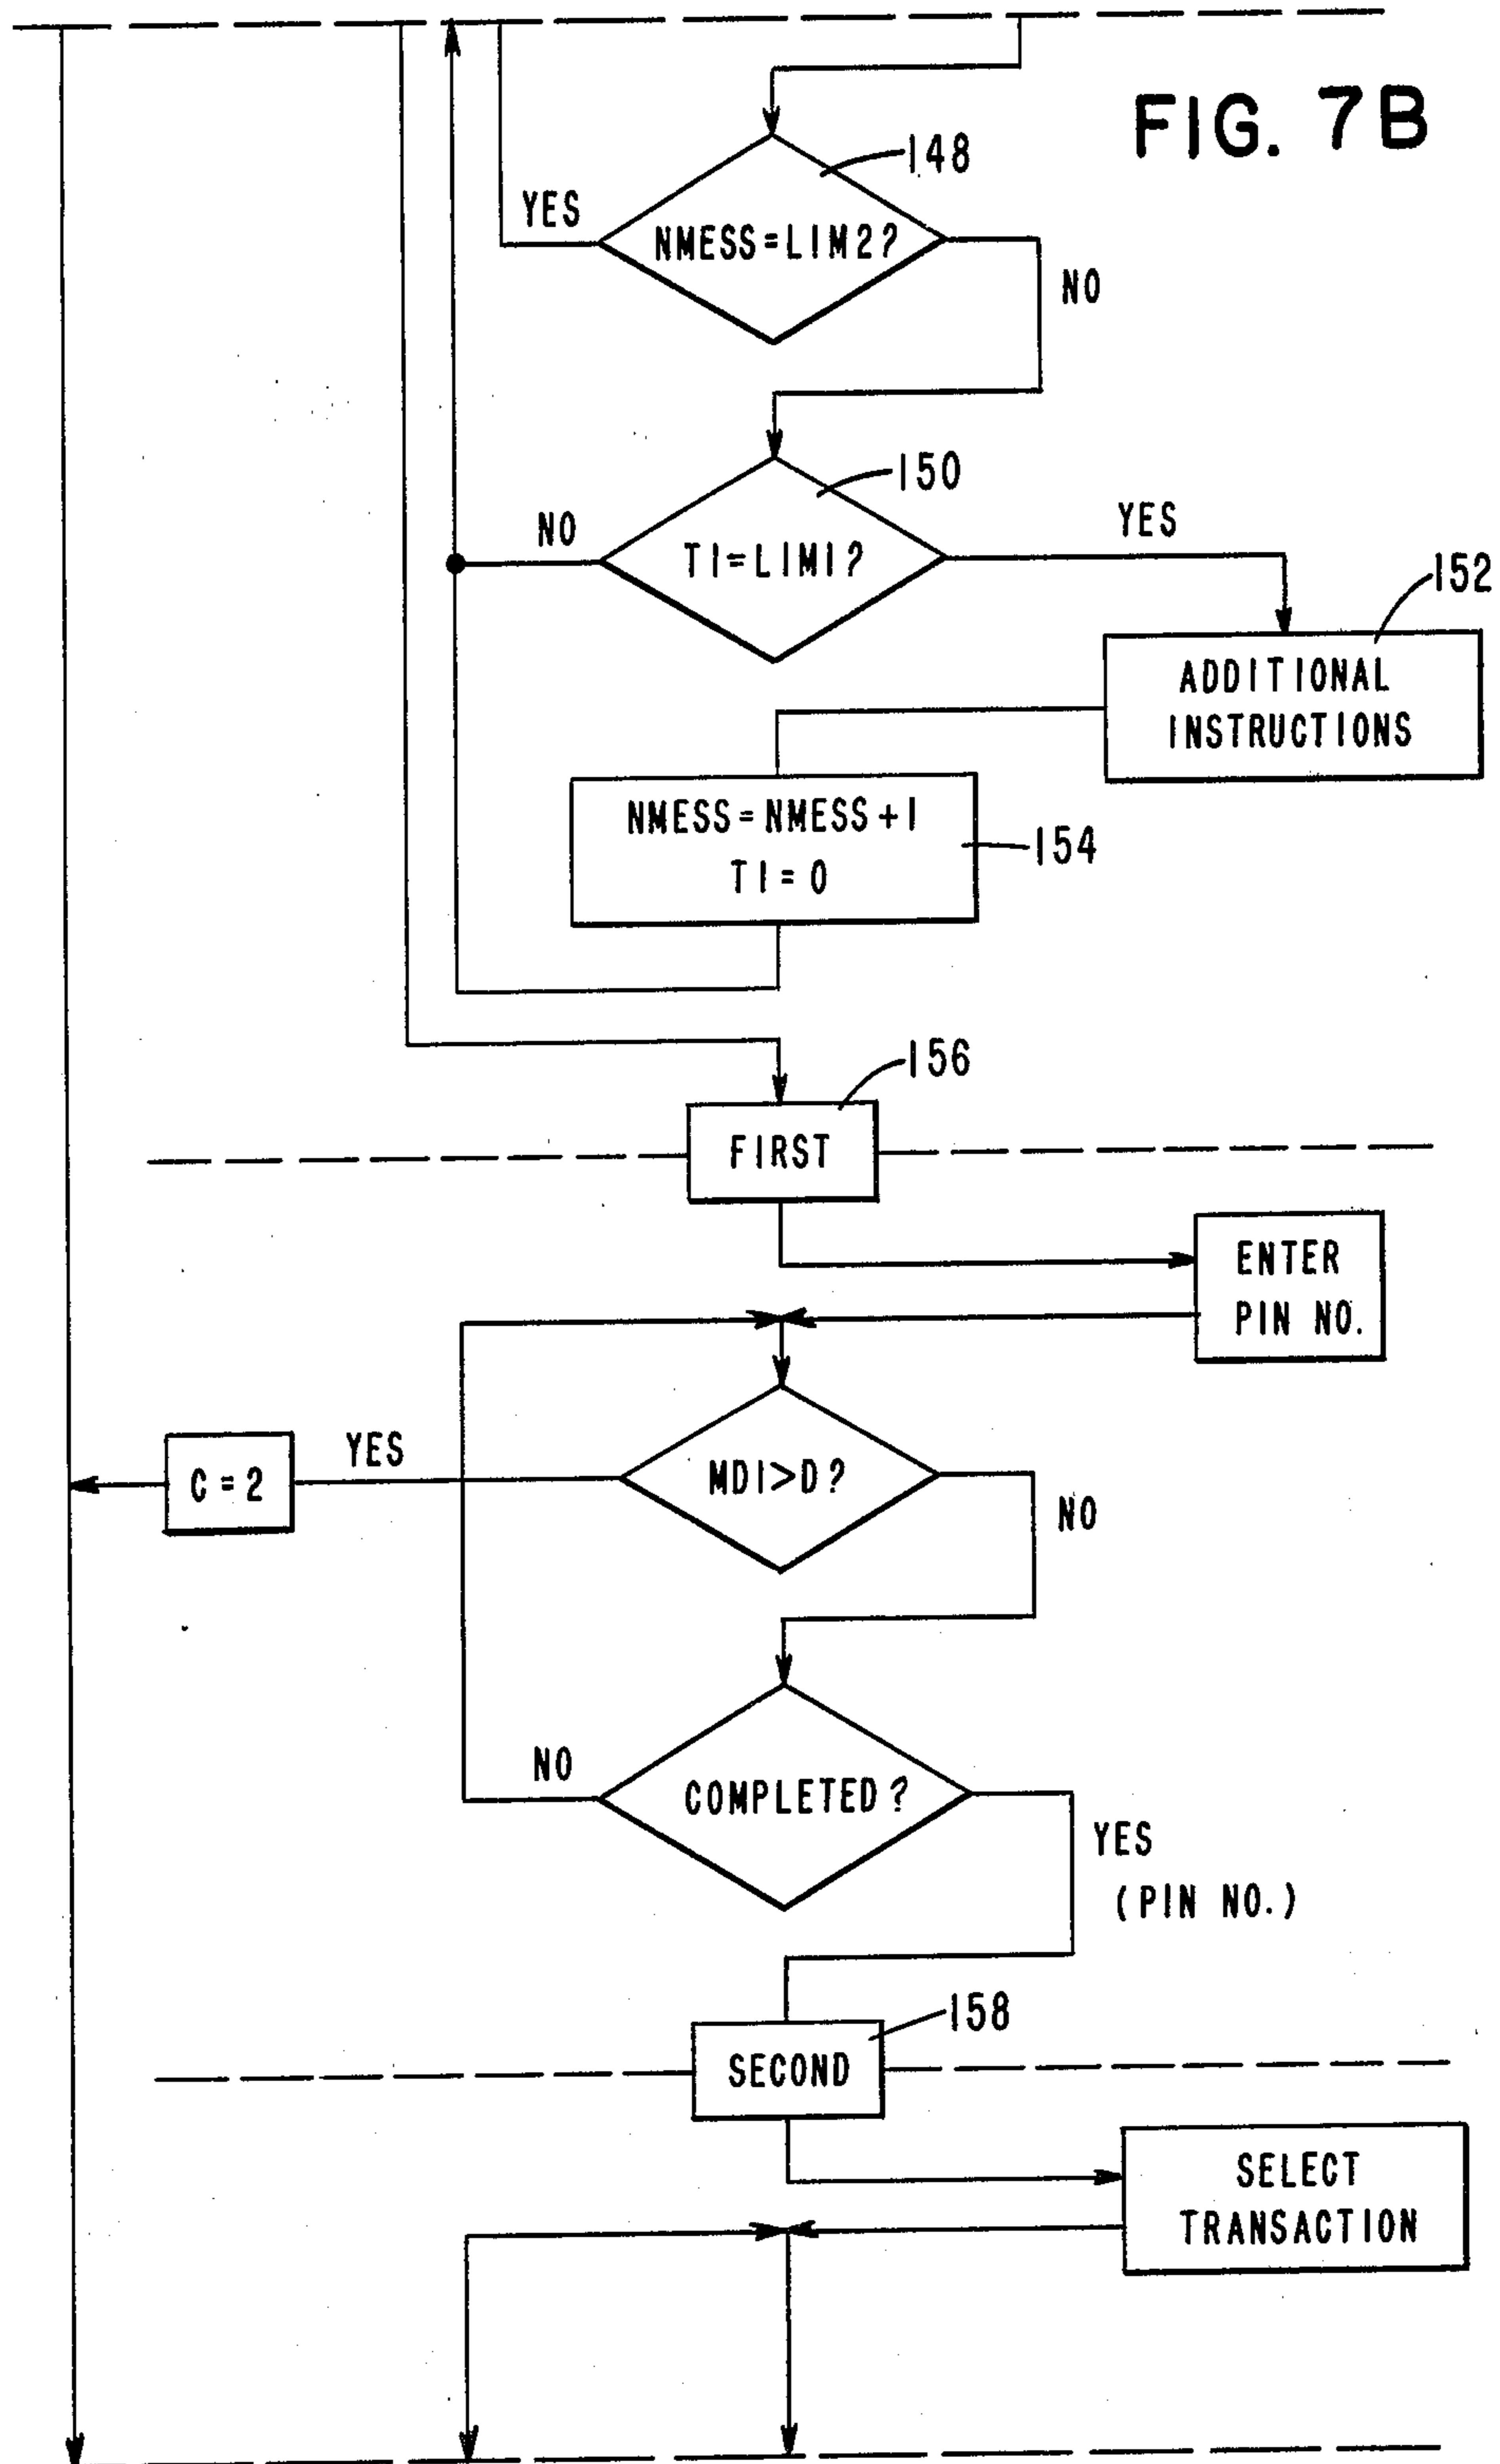 FIG. 7B
148
YES
NMESS=LIM2?
NO
150
NO
T1=LIM1?
YES
152
ADDITIONAL
INSTRUCTIONS
NMESS=NMESS+1
T1=0
154
156
FIRST
ENTER
PIN NO.
C=2
YES
MD1>D?
NO
NO
COMPLETED?
YES
(PIN NO.)
158
SECOND
SELECT
TRANSACTION